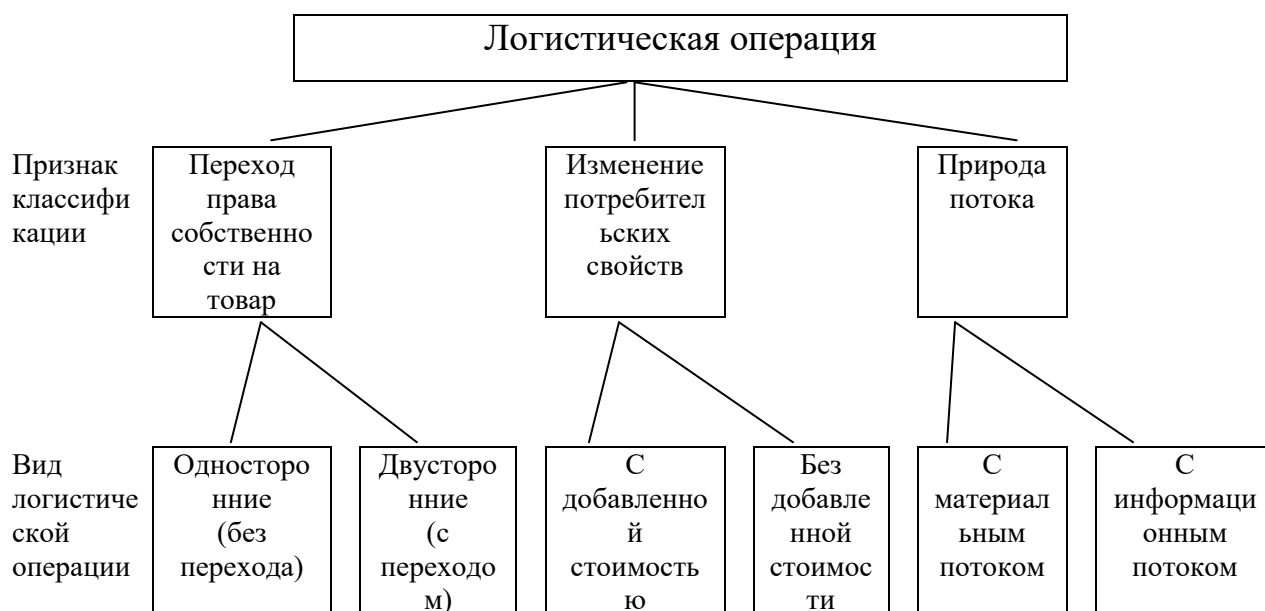 Логистическая операция
Признак
классифи
кации
Переход
права
собственно
сти на
товар
Изменение
потребител
ьских
свойств
Природа
потока
Вид
логистиче
ской
операции
Односторо
нние
(без
перехода)
Двусторо
нние
(с
переходо
м)
С
добавленно
й
стоимость
ю
Без
добавле
нной
стоимос
ти
С
материал
ьным
потоком
С
информаци
онным
потоком